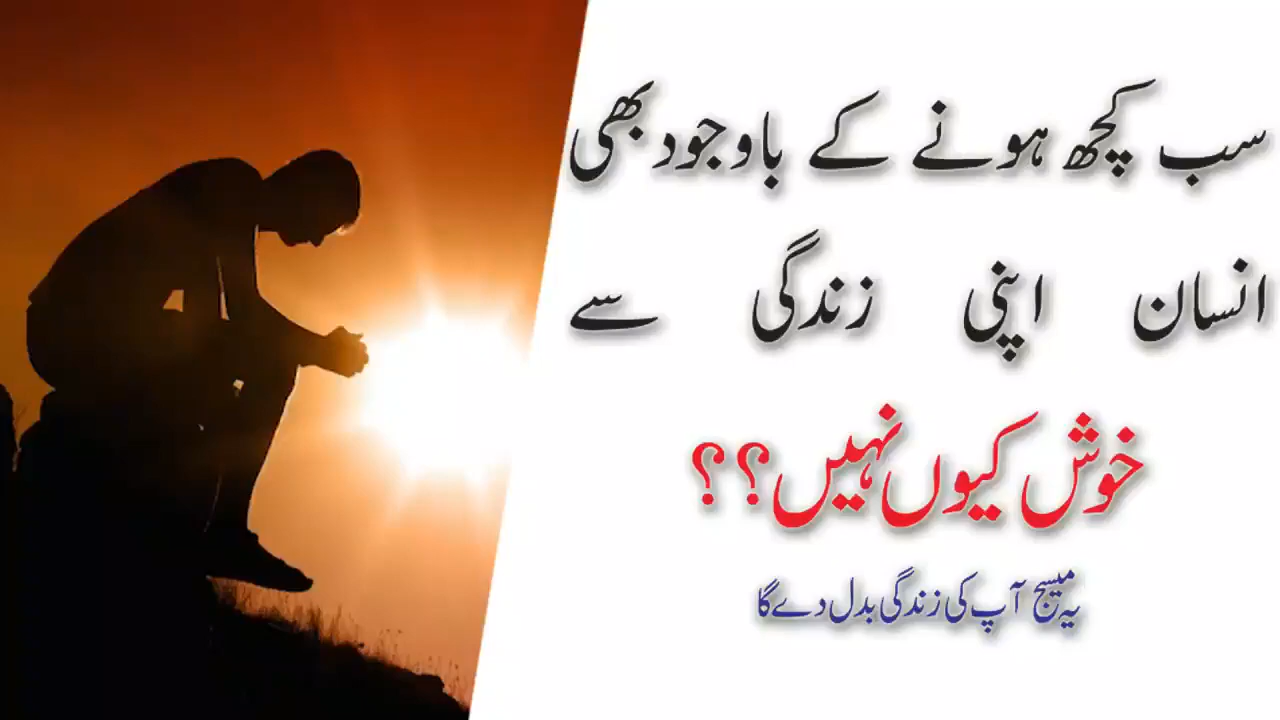 سب کچھ ہونے کے باوجود بھی
انسان اپنی زندگی سے
خوش کیوں نہیں؟؟
یہ میسج آپ کی زندگی بدل دے گا